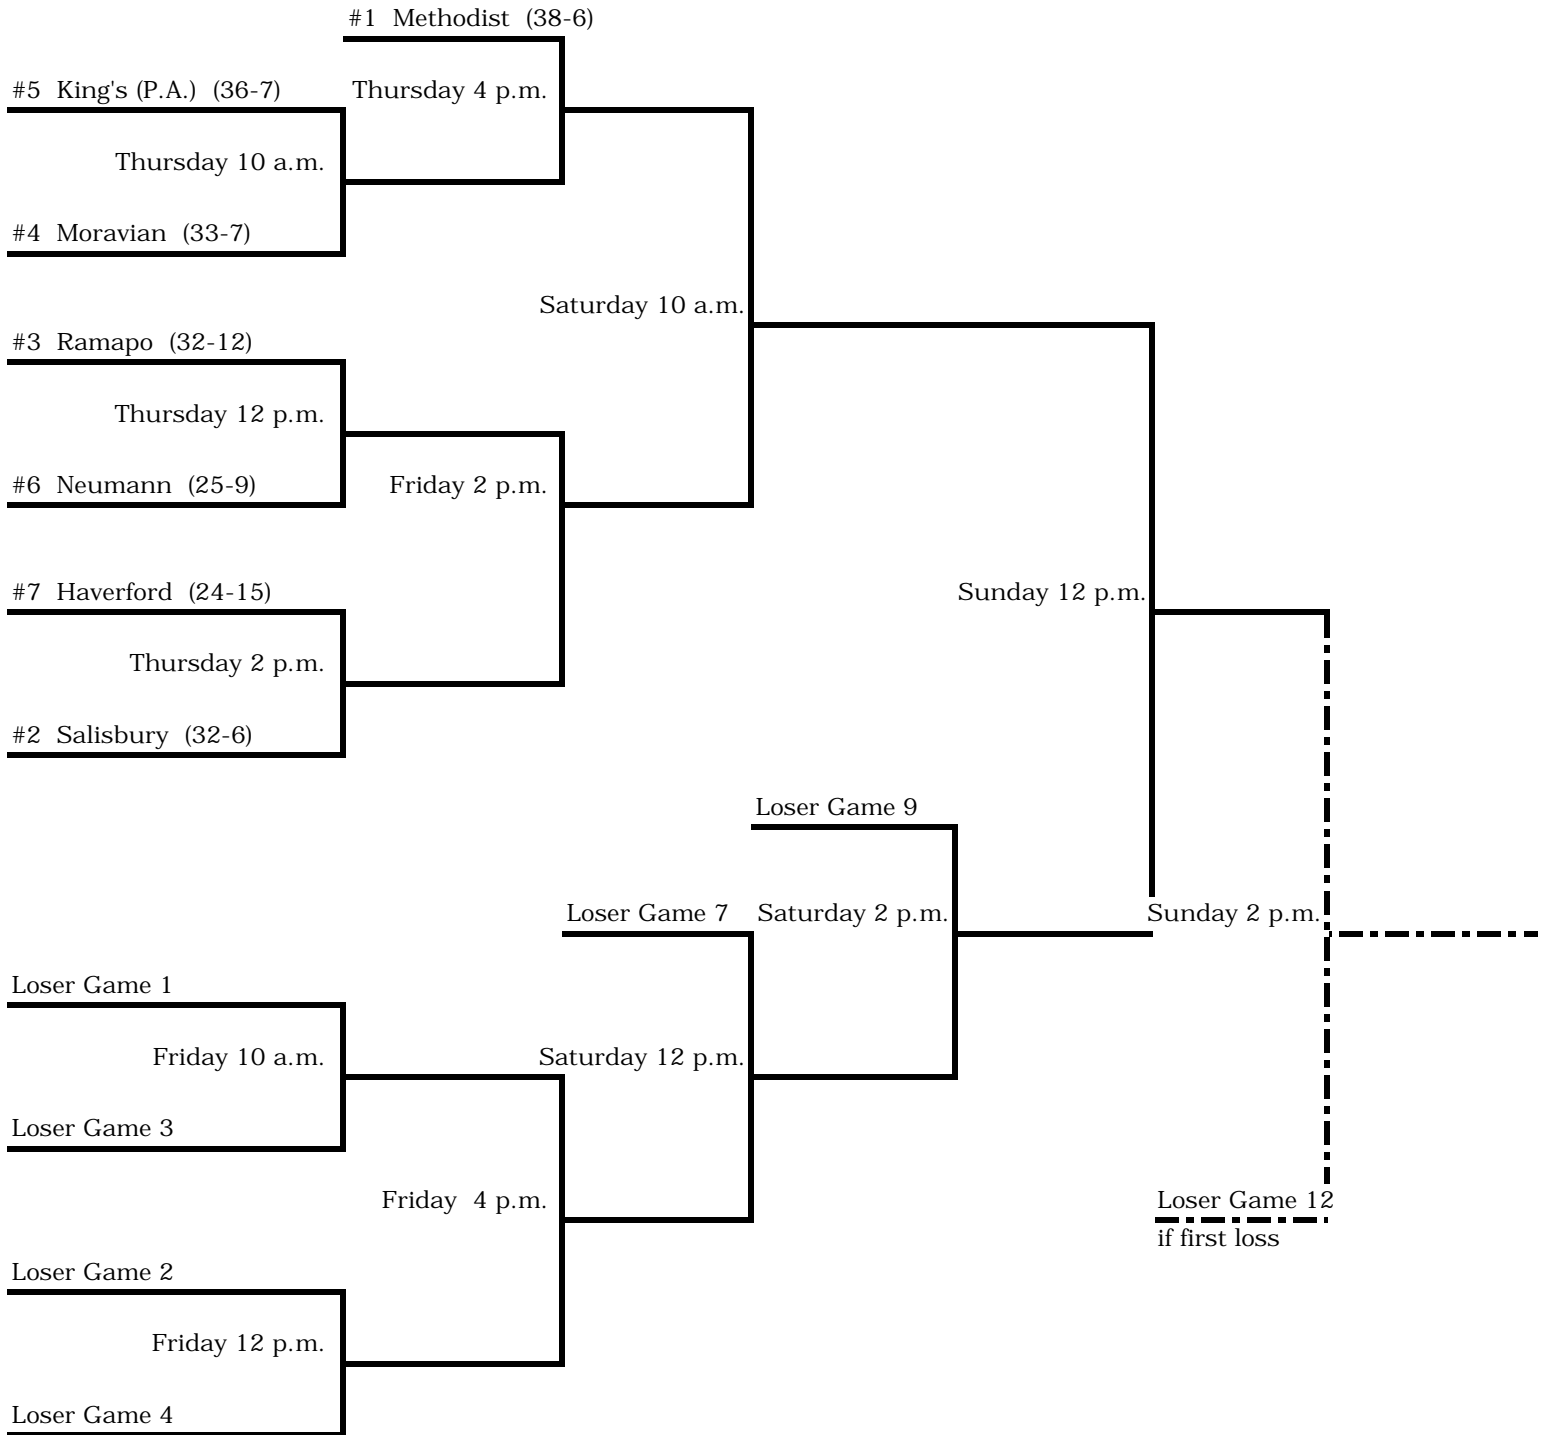 #1 Methodist (38-6)
#5 King's (P.A.) (36-7)
Thursday 4 p.m.
Thursday 10 a.m.
#4 Moravian (33-7)
Saturday 10 a.m.
#3 Ramapo (32-12)
Thursday 12 p.m.
#6 Neumann (25-9)
Friday 2 p.m.
#7 Haverford (24-15)
Sunday 12 p.m.
Thursday 2 p.m.
#2 Salisbury (32-6)
Loser Game 9
Loser Game 7
Saturday 2 p.m.
Sunday 2 p.m.
Loser Game 1
Friday 10 a.m.
Saturday 12 p.m.
Loser Game 3
Friday 4 p.m.
Loser Game 12
if first loss
Loser Game 2
Friday 12 p.m.
Loser Game 4